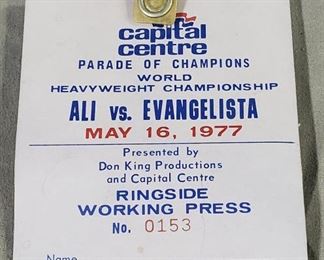 capital
centre
PARADE OF CHAMPIONS
WORLD
HEAVYWEIGHT CHAMPIONSHIP
ALI vs. EVANGELISTA
MAY 16, 1977
Presented by
Don King Productions
and Capital Centre
RINGSIDE
WORKING PRESS
No. 0153
Name